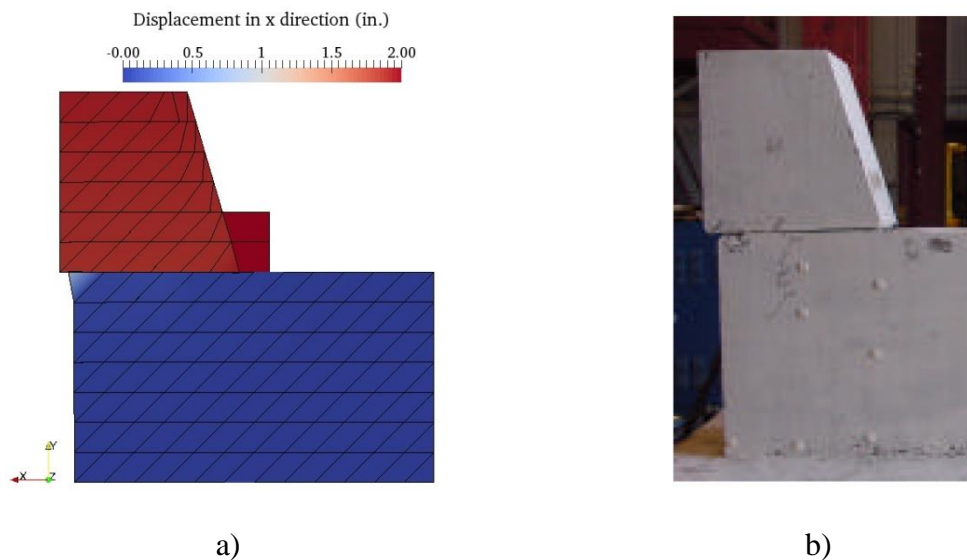 Displacement in x direction (in.)
-0.00 0.5 1 1.5 2.00
Y
X Z
a) b)